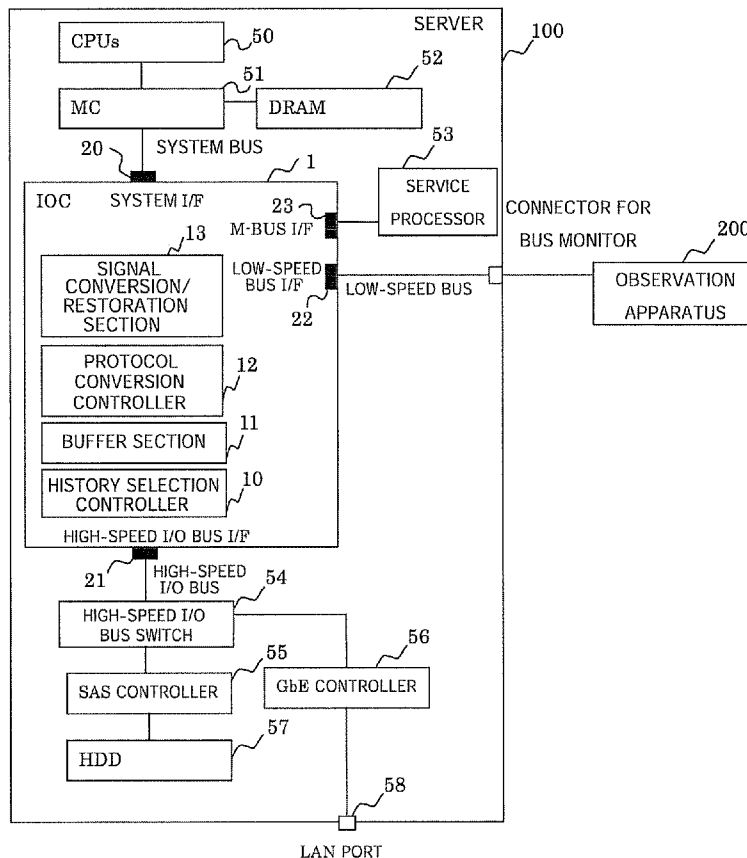 SERVER
100
CPUs
50
MC
51
DRAM
52
SYSTEM BUS
20
1
IOC
SYSTEM I/F
53
SERVICE
PROCESSOR
23
M-BUS I/F
CONNECTOR FOR
BUS MONITOR
200
OBSERVATION
APPARATUS
13
SIGNAL
CONVERSION/
RESTORATION
SECTION
LOW-SPEED
BUS I/F
22
LOW-SPEED BUS
12
PROTOCOL
CONVERSION
CONTROLLER
11
BUFFER SECTION
10
HISTORY SELECTION
CONTROLLER
HIGH-SPEED I/O BUS I/F
21
HIGH-SPEED
I/O BUS
54
HIGH-SPEED I/O
BUS SWITCH
55
SAS CONTROLLER
56
GbE CONTROLLER
57
HDD
58
LAN PORT